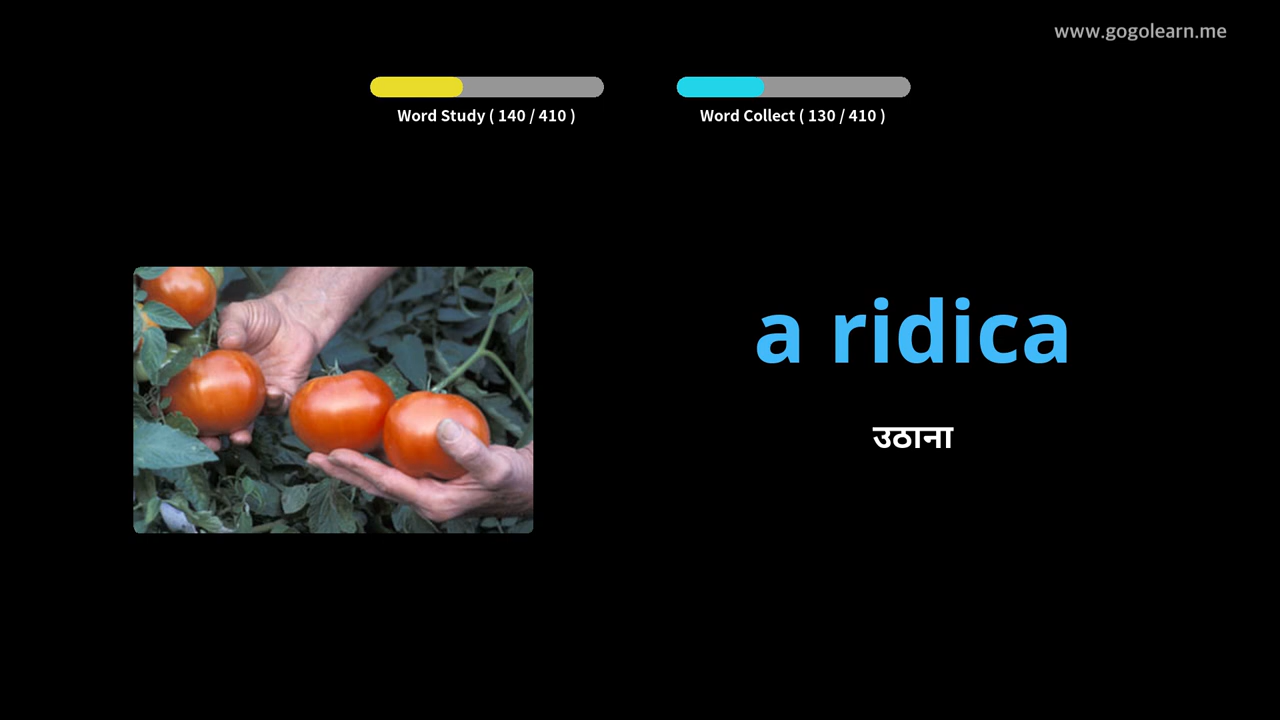 www.gogolearn.me
Word Study ( 140 / 410 )
Word Collect ( 130 / 410 )
a ridica
उठाना